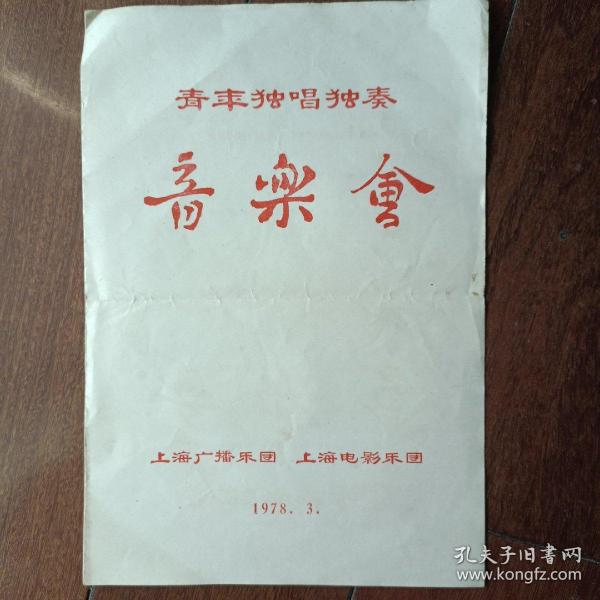 青年独唱独奏
音樂會
上海广播乐团 上海电影乐团
1978. 3.
孔夫子旧书网
www.kongfz.com